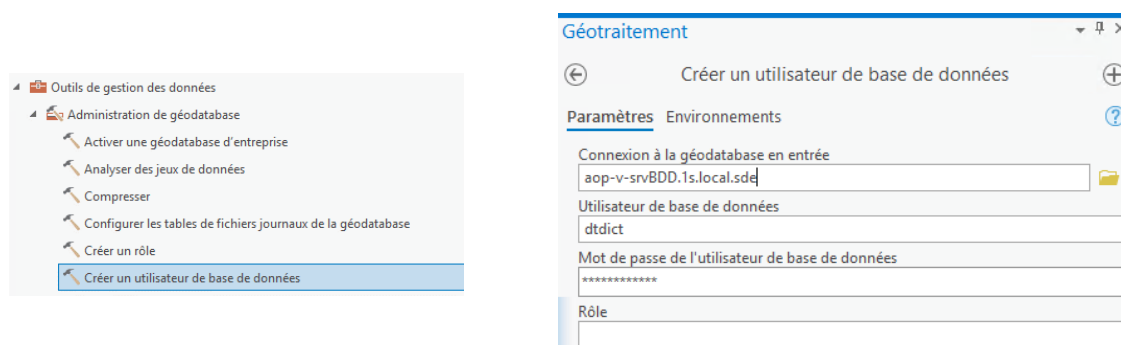 Outils de gestion des données
Administration de géodatabase
Activer une géodatabase d'entreprise
Analyser des jeux de données
Compresser
Configurer les tables de fichiers journaux de la géodatabase
Créer un rôle
Créer un utilisateur de base de données
Géotraitement
Créer un utilisateur de base de données
Paramètres Environnements
Connexion à la géodatabase en entrée
aop-v-srvBDD.1s.local.sde
Utilisateur de base de données
dtdict
Mot de passe de l'utilisateur de base de données
************
Rôle